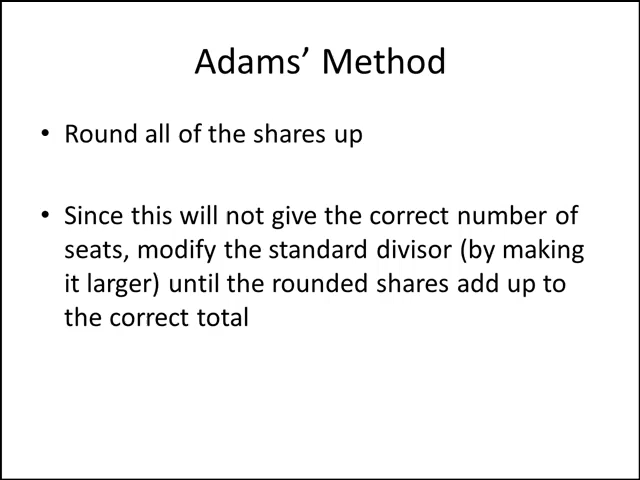 Adams’ Method
• Round all of the shares up
• Since this will not give the correct number of
seats, modify the standard divisor (by making
it larger) until the rounded shares add up to
the correct total